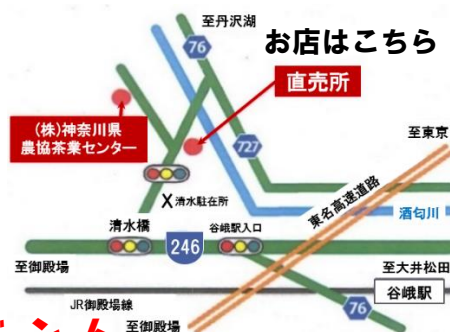 至丹沢湖
お店はこちら
76
直売所
(株)神奈川県
農協茶業センター
727
至東京
X清水駐在所
東名高速道路
酒匂川
清水橋
谷峨駅入口
246
至御殿場
至大井松田
谷峨駅
JR御殿場線
76
至御殿場